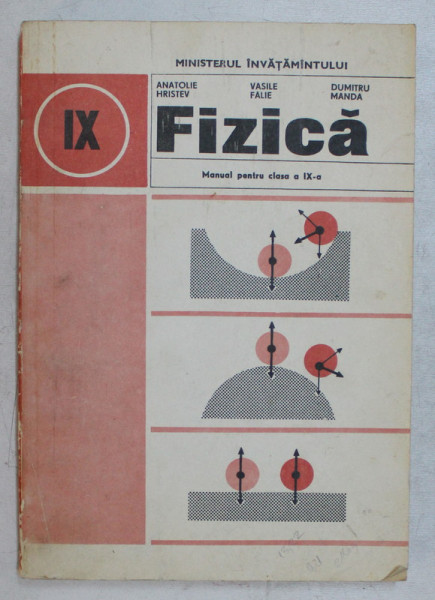 MINISTERUL ÎNVĂȚĂMÎNTULUI
ANATOLIE HRISTEV
VASILE FALIE
DUMITRU MANDA
IX
Fizică
Manual pentru clasa a IX-a